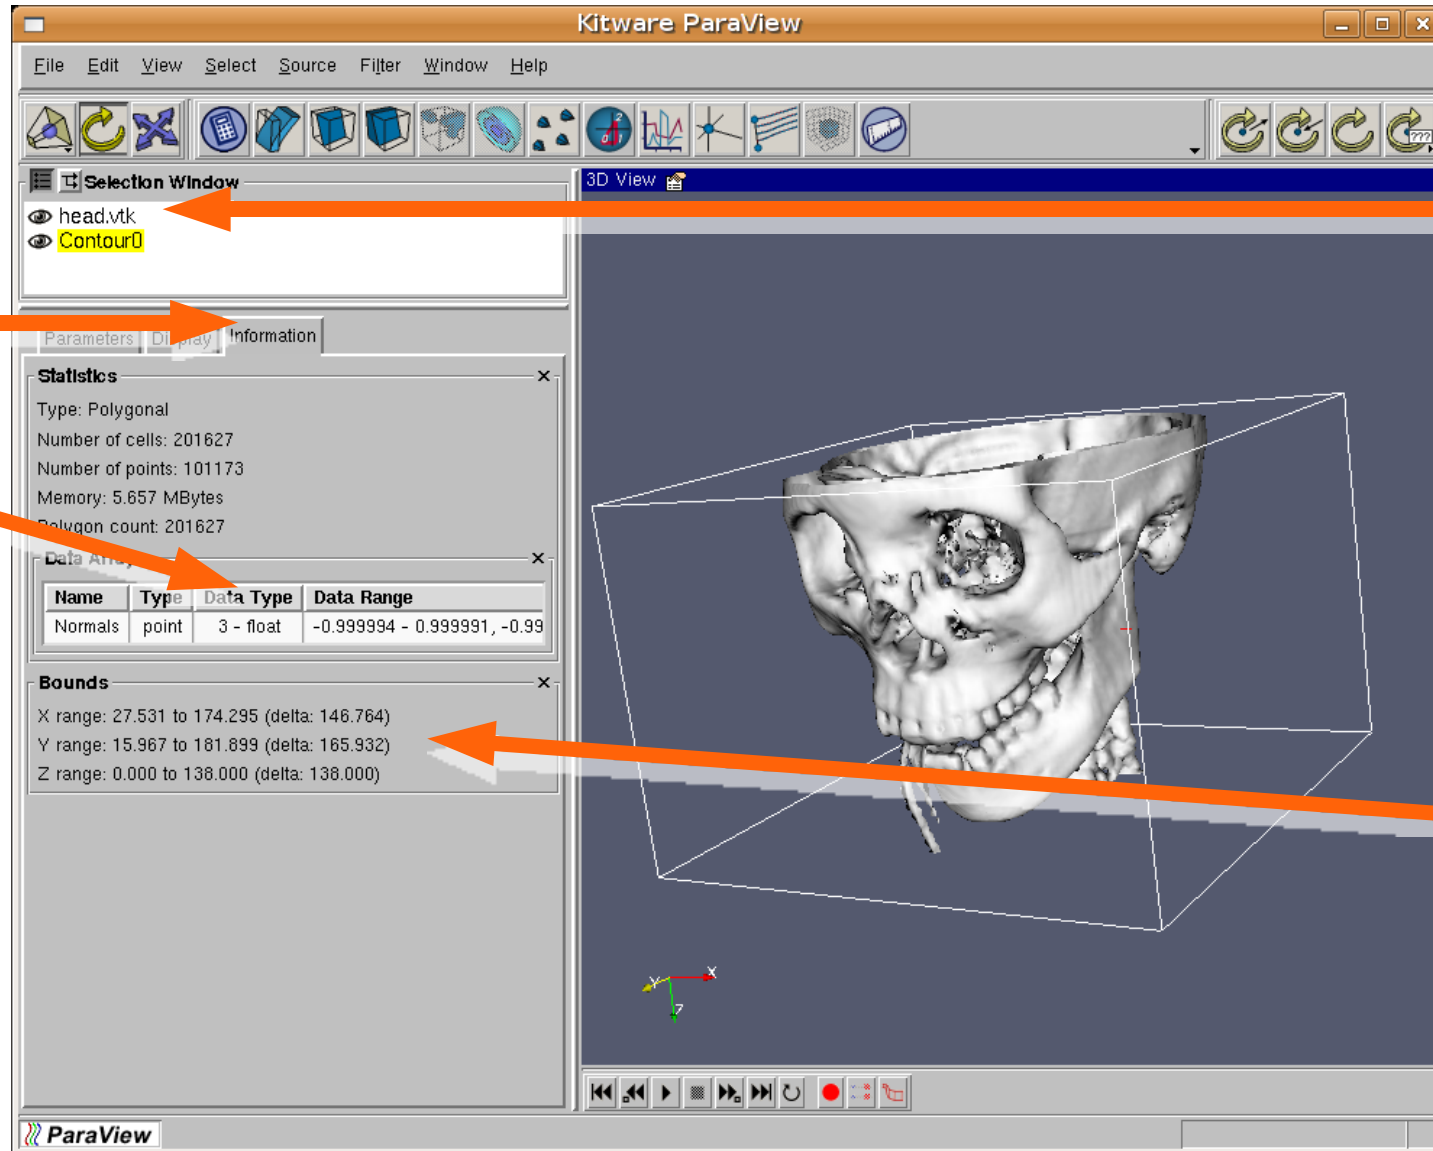 Kitware ParaView
File Edit View Select Source Filter Window Help
???
Selection Window
3D View
head.vtk
Contour0
Parameters Display Information
Statistics
Type: Polygonal
Number of cells: 201627
Number of points: 101173
Memory: 5.657 MBytes
Polygon count: 201627
Data Array
Name Type Data Type Data Range
Normals point 3 - float -0.999994 - 0.999991, -0.99
Bounds
X range: 27.531 to 174.295 (delta: 146.764)
Y range: 15.967 to 181.899 (delta: 165.932)
Z range: 0.000 to 138.000 (delta: 138.000)
X
Y
Z
ParaView